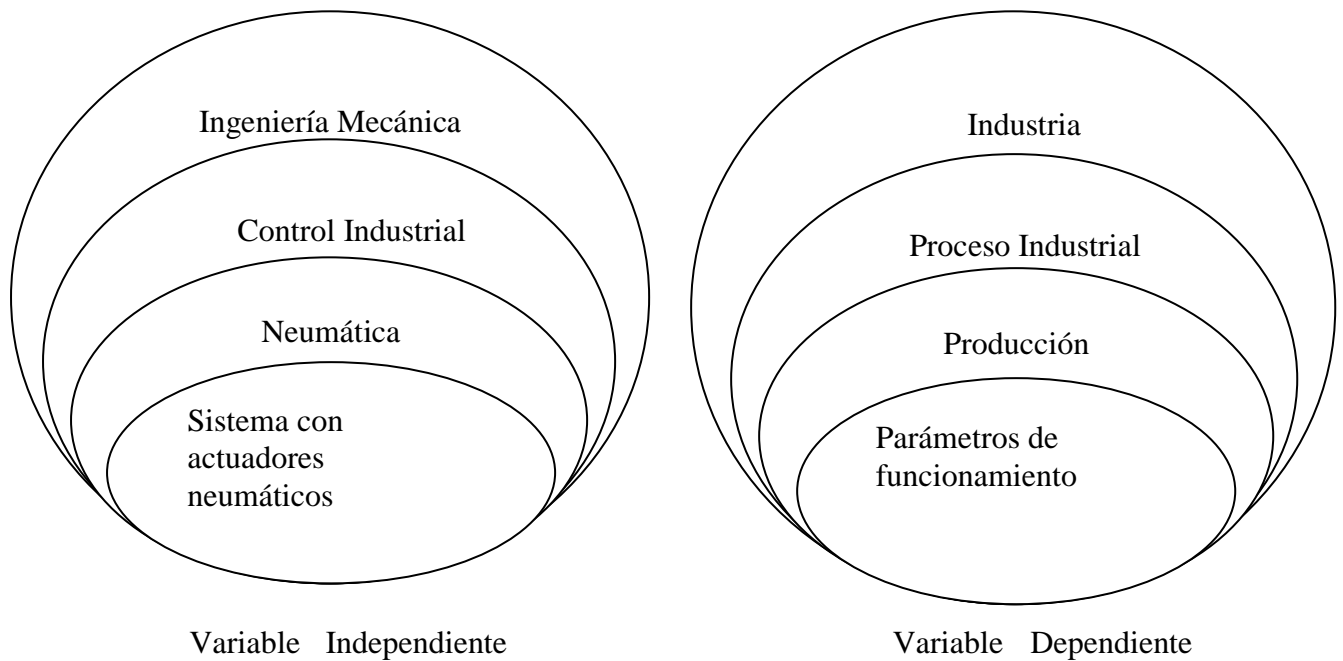 Ingeniería Mecánica
Control Industrial
Neumática
Sistema con
actuadores
neumáticos
Variable Independiente
Industria
Proceso Industrial
Producción
Parámetros de
funcionamiento
Variable Dependiente